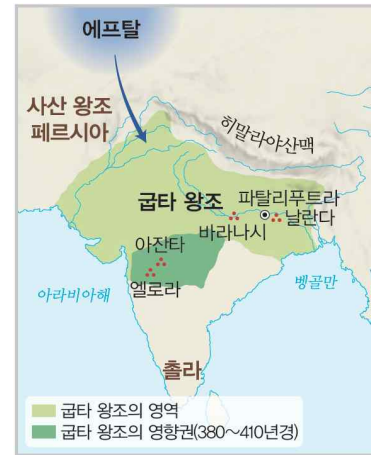 에프탈
사산 왕조
페르시아
히말라야산맥
굽타 왕조
파탈리푸트라
날란다
바라나시
아잔타
엘로라
아라비아해
벵골만
촐라
굽타 왕조의 영역
굽타 왕조의 영향권(380~410년경)